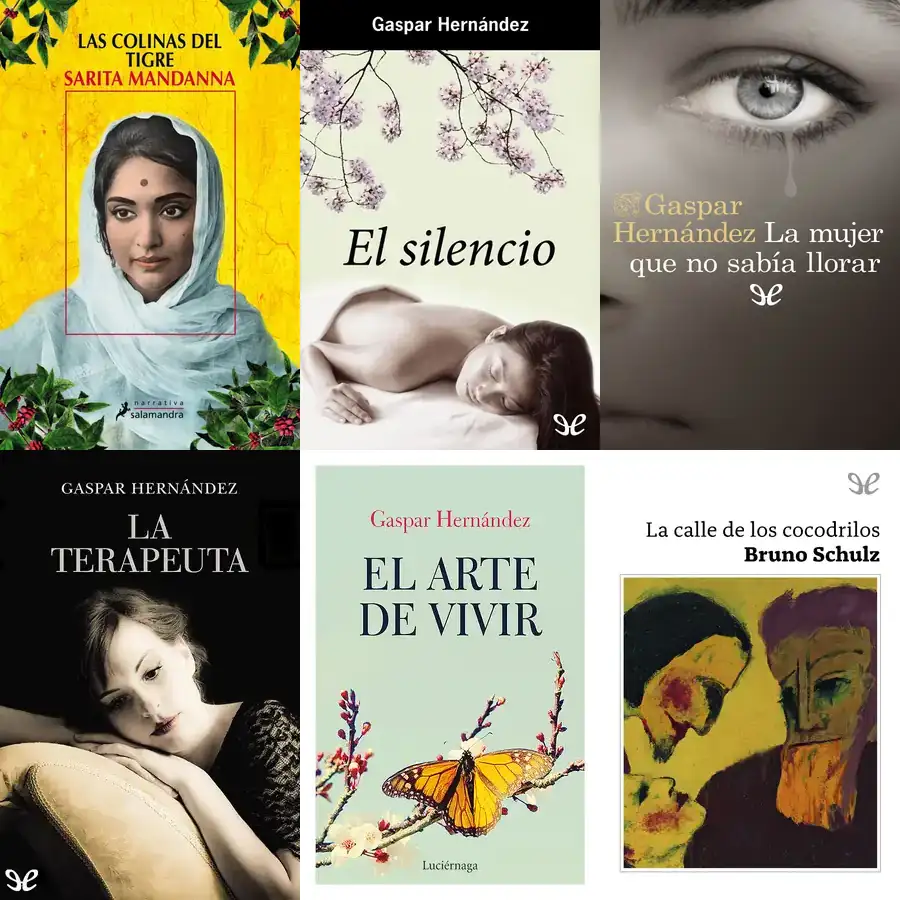 LAS COLINAS DEL
TIGRE
SARITA MANDANNA
narrativa
salamandra
Gaspar Hernández
El silencio
Gaspar
Hernández La mujer
que no sabía llorar
GASPAR HERNÁNDEZ
LA
TERAPEUTA
Gaspar Hernández
EL ARTE
DE VIVIR
Luciérnaga
La calle de los cocodrilos
Bruno Schulz